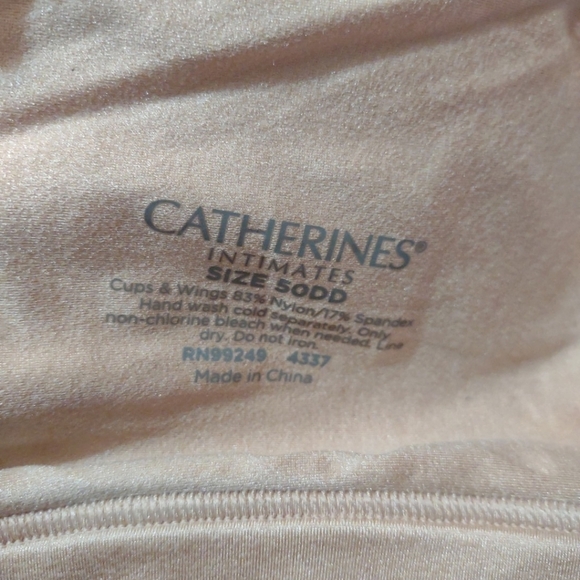 CATHERINES®
INTIMATES
SIZE 50DD
Cups & Wings 83% Nylon/17% Spandex
Hand wash cold separately. Only
non-chlorine bleach when needed. Line
dry. Do not iron.
RN99249 4337
Made in China